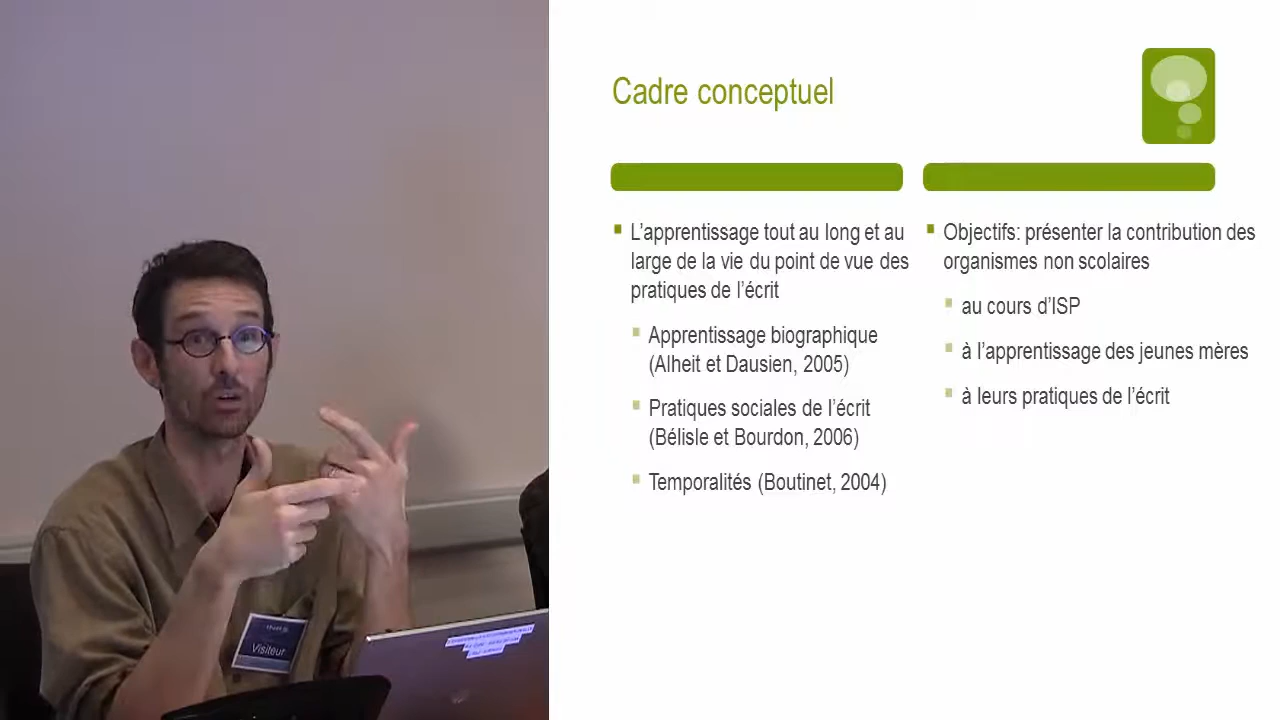 Cadre conceptuel
L'apprentissage tout au long et au
large de la vie du point de vue des
pratiques de l'écrit
Apprentissage biographique
(Alheit et Dausien, 2005)
Pratiques sociales de l'écrit
(Bélisle et Bourdon, 2006)
Temporalités (Boutinet, 2004)
Objectifs: présenter la contribution des
organismes non scolaires
au cours d'ISP
à l'apprentissage des jeunes mères
à leurs pratiques de l'écrit
Visiteur